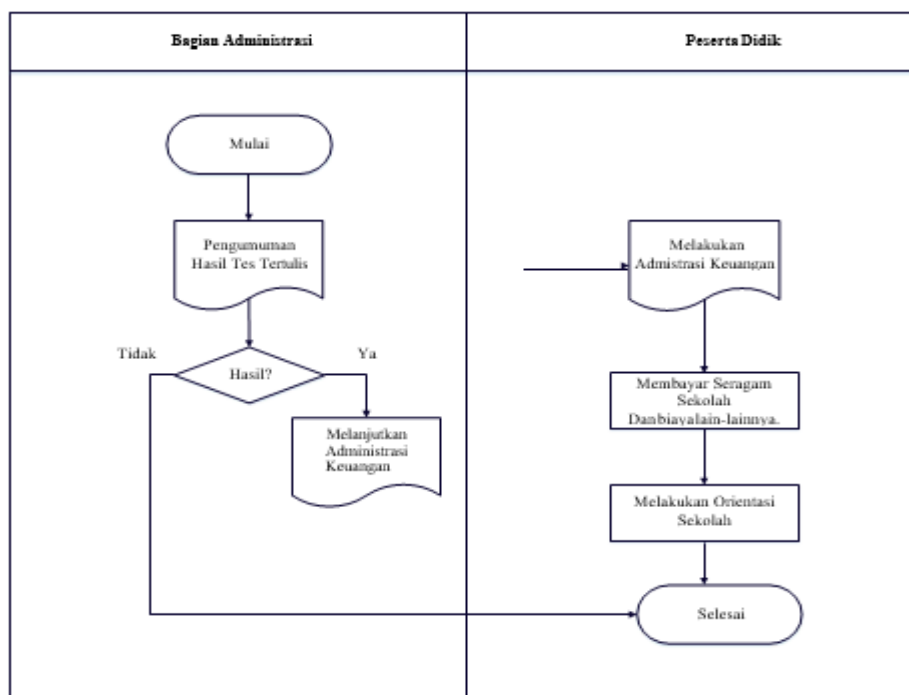 Bagian Administrasi
Peserta Didik
Mulai
Pengumuman
Hasil Tes Tertulis
Melakukan
Admistrasi Keuangan
Tidak
Ya
Hasil?
Membayar Seragam
Sekolah
Danbiayalain-lainnya.
Melanjutkan
Administrasi
Keuangan
Melakukan Orientasi
Sekolah
Selesai